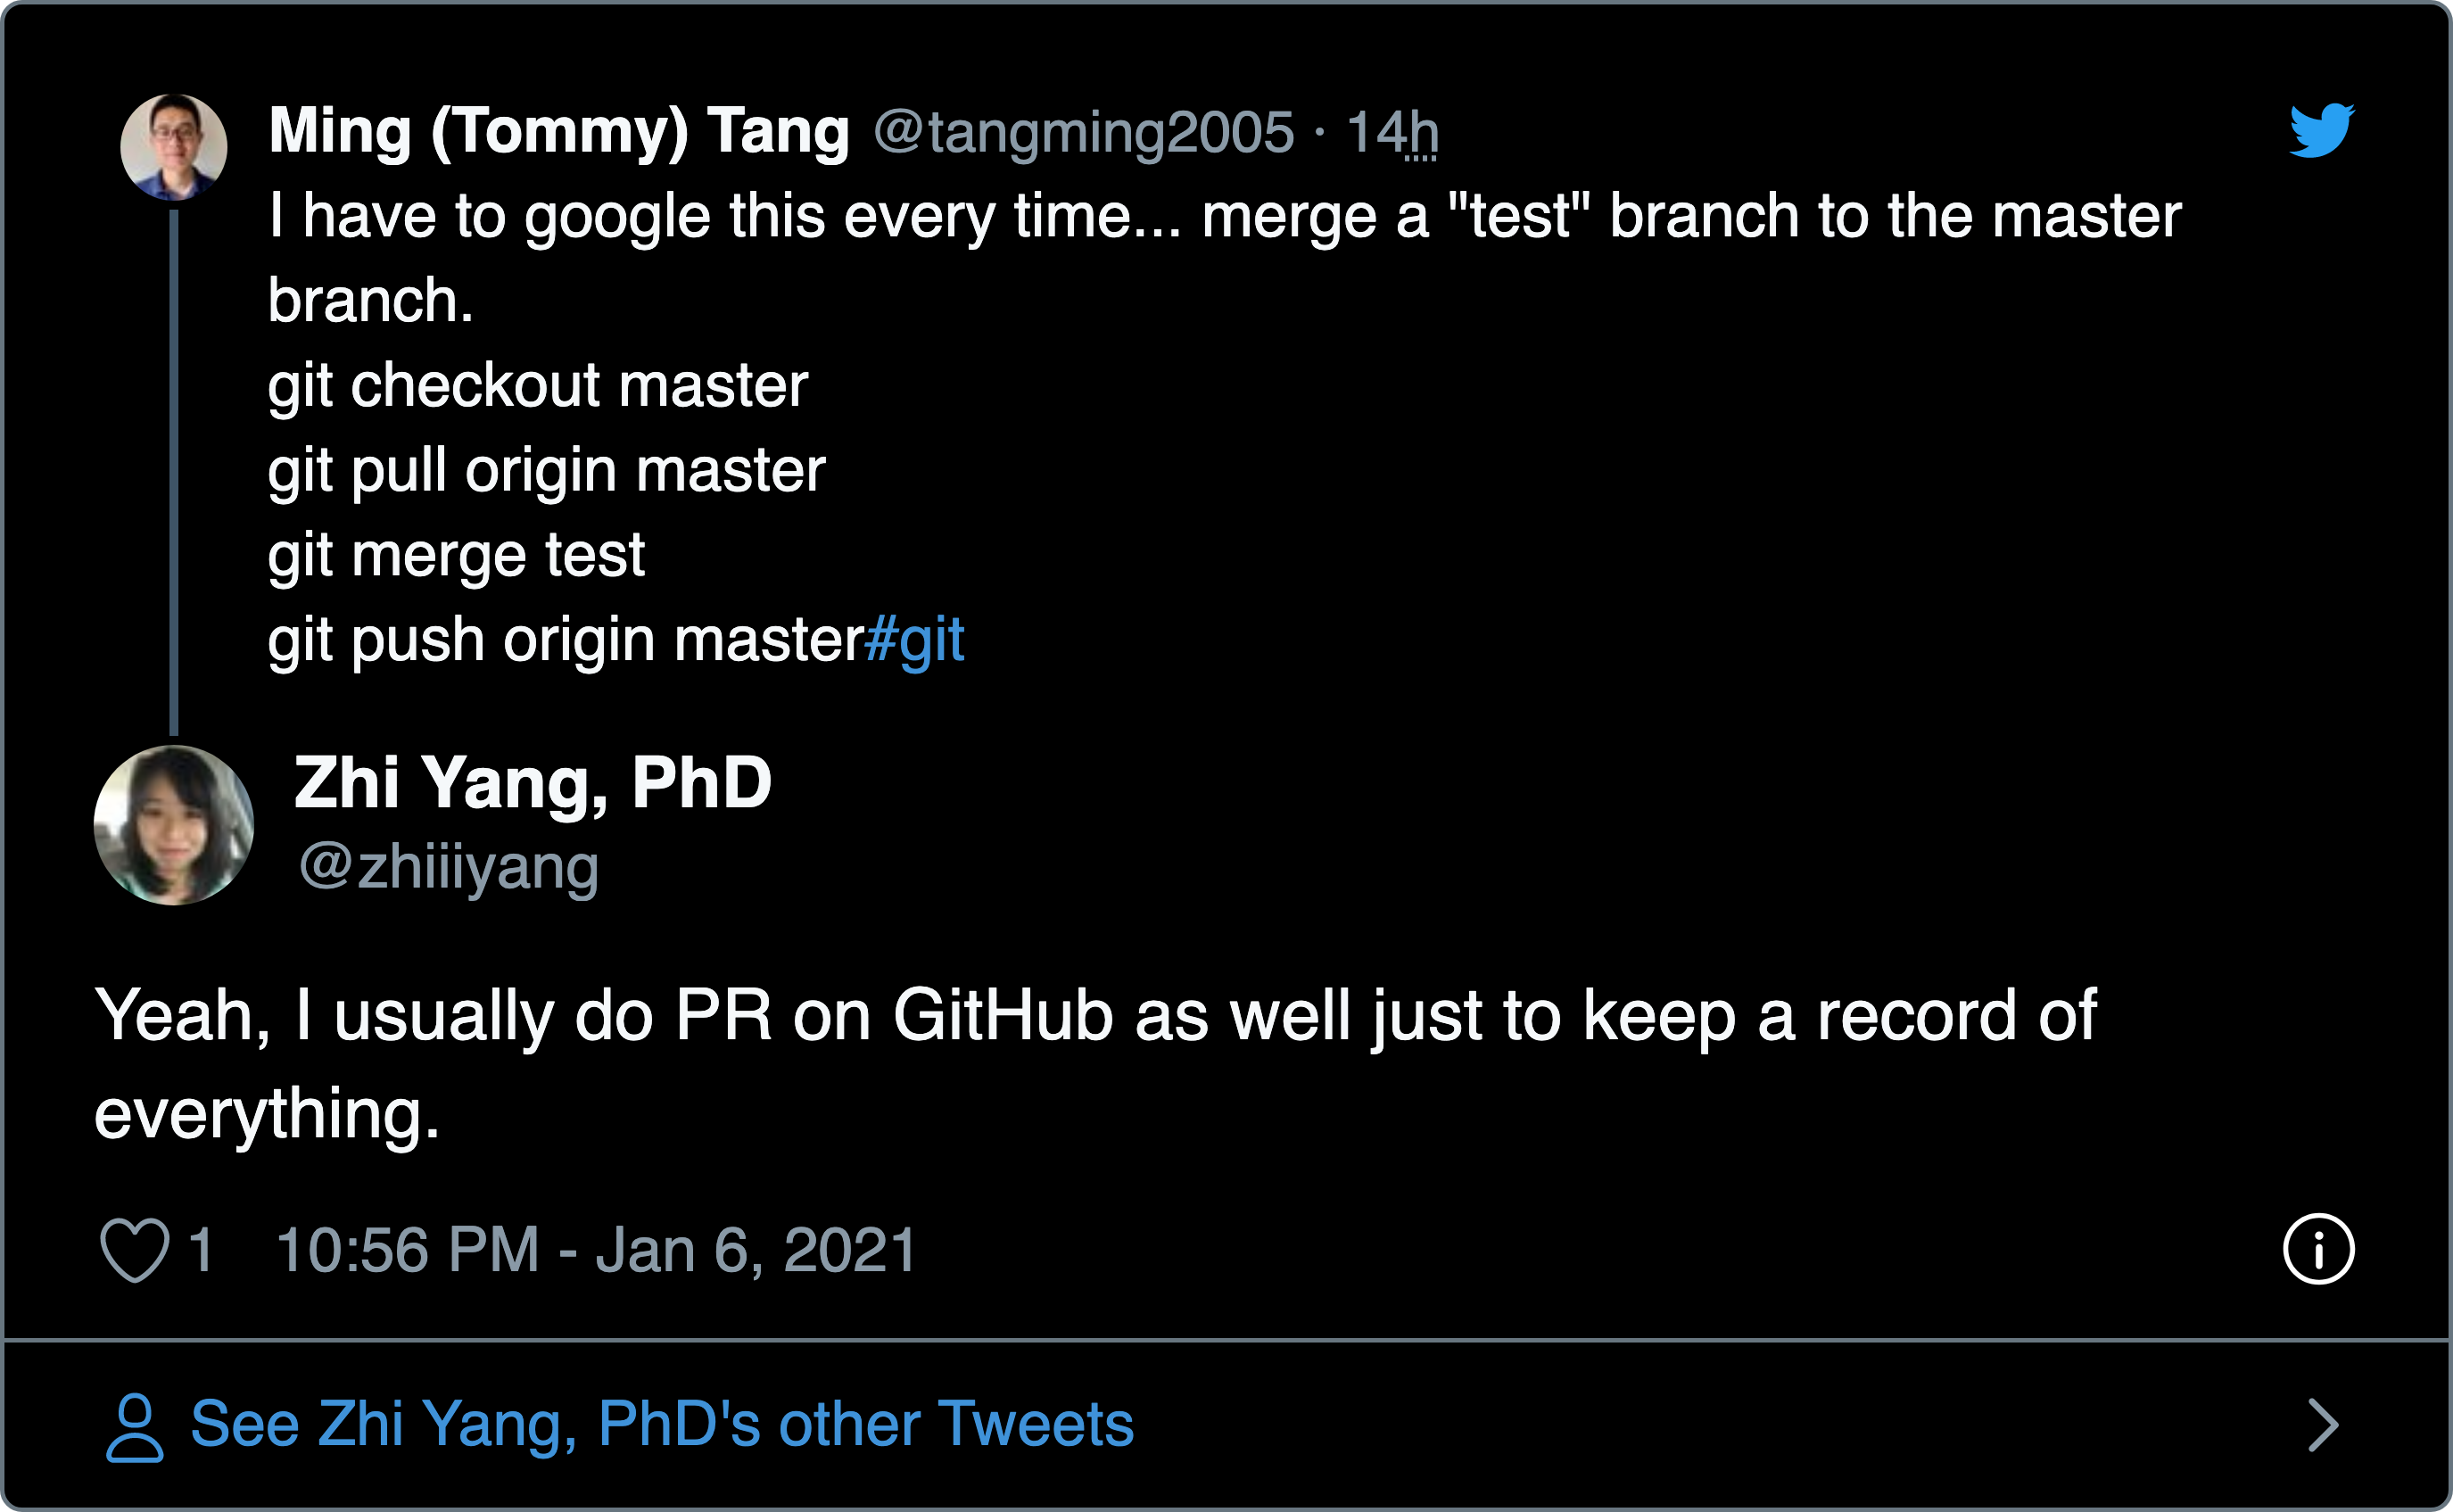 Ming (Tommy) Tang @tangming2005 · 14h
I have to google this every time... merge a "test" branch to the master
branch.
git checkout master
git pull origin master
git merge test
git push origin master#git
Zhi Yang, PhD
@zhiiiyang
Yeah, I usually do PR on GitHub as well just to keep a record of
everything.
1 10:56 PM - Jan 6, 2021
See Zhi Yang, PhD's other Tweets